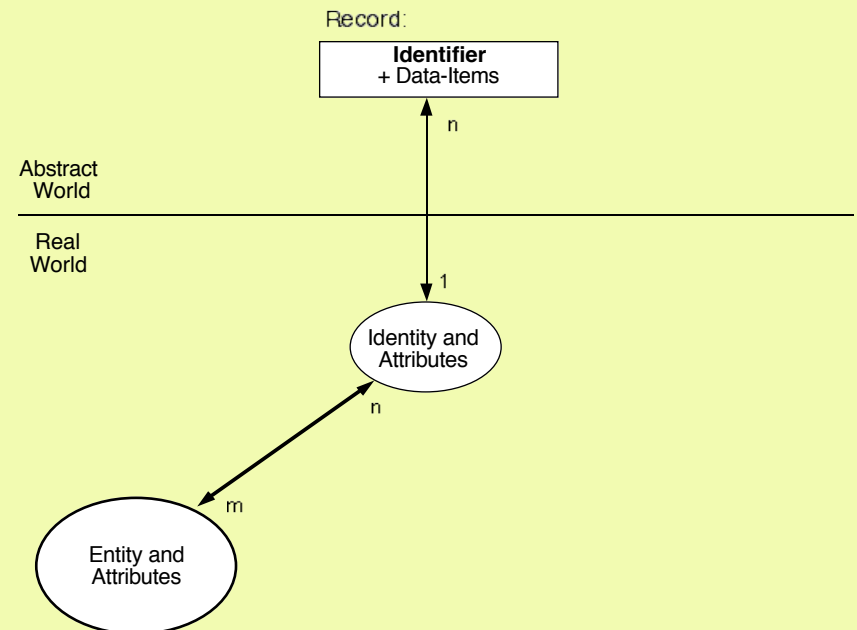 Record:
Identifier
+ Data-Items
n
Abstract
World
Real
World
1
Identity and
Attributes
n
m
Entity and
Attributes